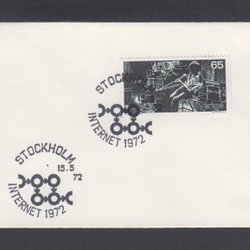 65
STOCKHOLM
INTERNET 1972
STOCKHOLM
15.5
72
INTERNET 1972